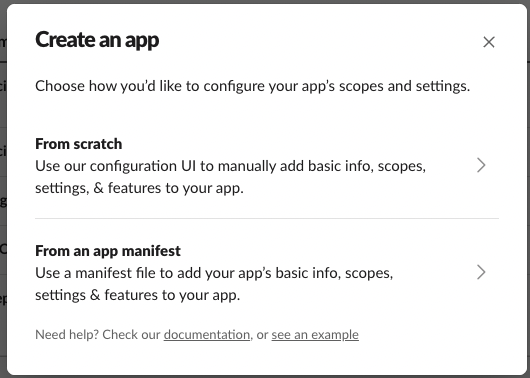 Create an app
Choose how you'd like to configure your app's scopes and settings.
From scratch
Use our configuration UI to manually add basic info, scopes,
settings, & features to your app.
From an app manifest
Use a manifest file to add your app's basic info, scopes,
settings & features to your app.
Need help? Check our documentation, or see an example